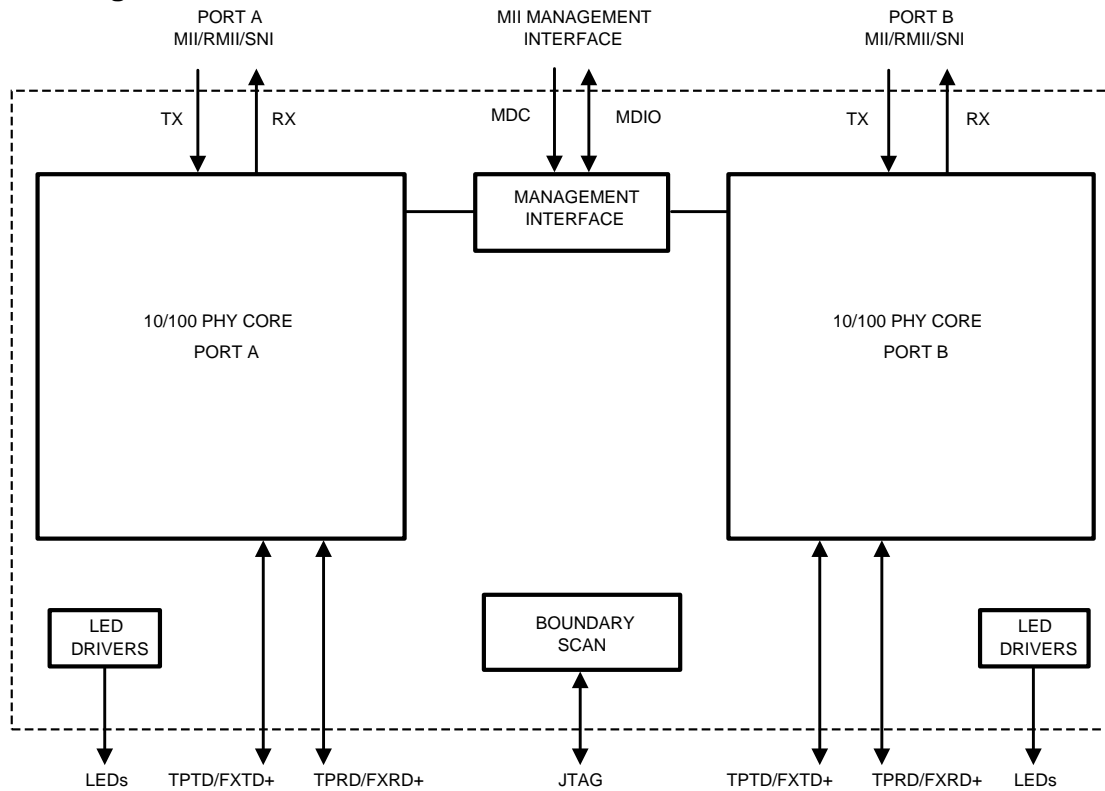 PORT A
MII/RMII/SNI
MII MANAGEMENT
INTERFACE
PORT B
MII/RMII/SNI
TX
RX
MDC
MDIO
TX
RX
MANAGEMENT
INTERFACE
10/100 PHY CORE
PORT A
10/100 PHY CORE
PORT B
LED
DRIVERS
BOUNDARY
SCAN
LED
DRIVERS
LEDs
TPTD/FXTD+
TPRD/FXRD+
JTAG
TPTD/FXTD+
TPRD/FXRD+
LEDs